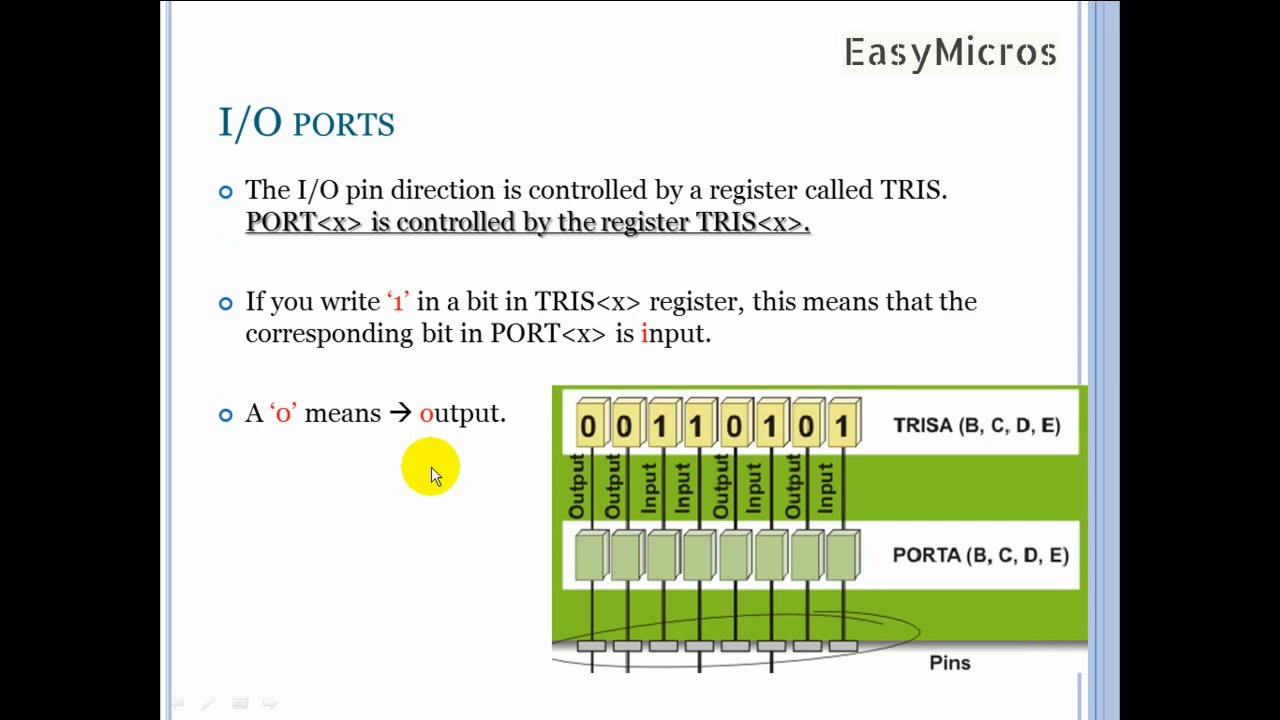 EasyMicros
I/O PORTS
The I/O pin direction is controlled by a register called TRIS.
PORT<x> is controlled by the register TRIS<x>.
If you write ‘1’ in a bit in TRIS<x> register, this means that the
corresponding bit in PORT<x> is input.
A ‘0’ means → output.
0 0 1 1 0 1 0 1 TRISA (B, C, D, E)
Output Output Input Input Output Input Output Input
PORTA (B, C, D, E)
Pins